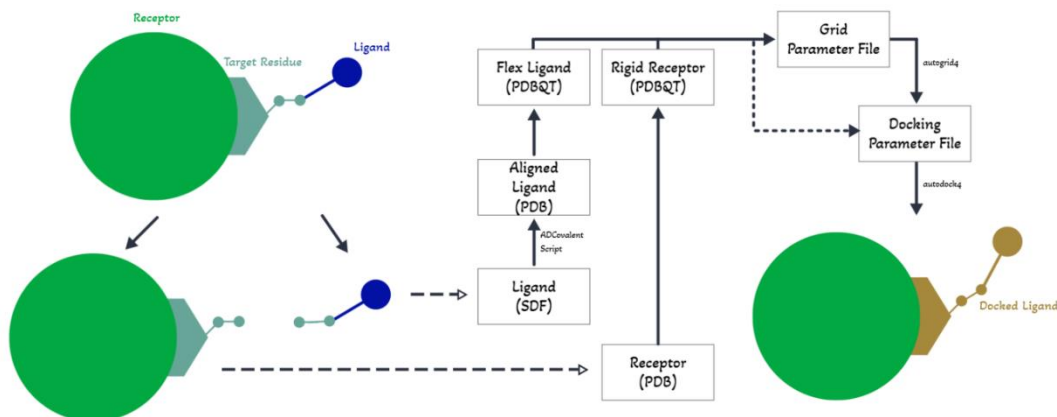 Receptor
Target Residue
Ligand
Flex Ligand
(PDBQT)
Rigid Receptor
(PDBQT)
Grid
Parameter File
autogrid4
Docking
Parameter File
autodock4
Aligned
Ligand
(PDB)
ADCovalent
Script
Ligand
(SDF)
Receptor
(PDB)
Docked Ligand